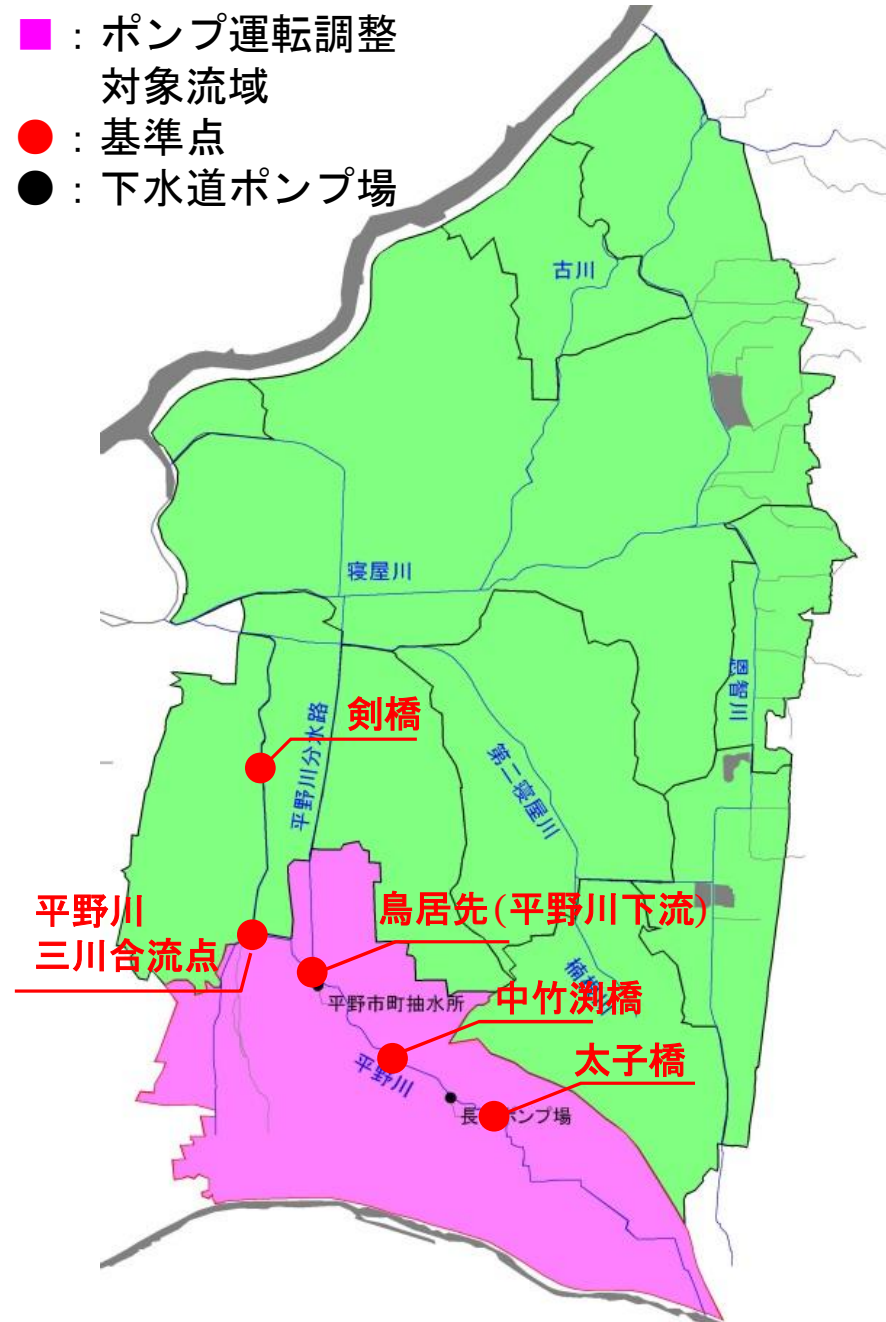 ■：ポンプ運転調整
対象流域
●：基準点
●：下水道ポンプ場
古川
寝屋川
恩智川
剣橋
平野川分水路
第二寝屋川
平野川
三川合流点
鳥居先(平野川下流)
平野市町抽水所
中竹渕橋
平野川
太子橋
ポンプ場